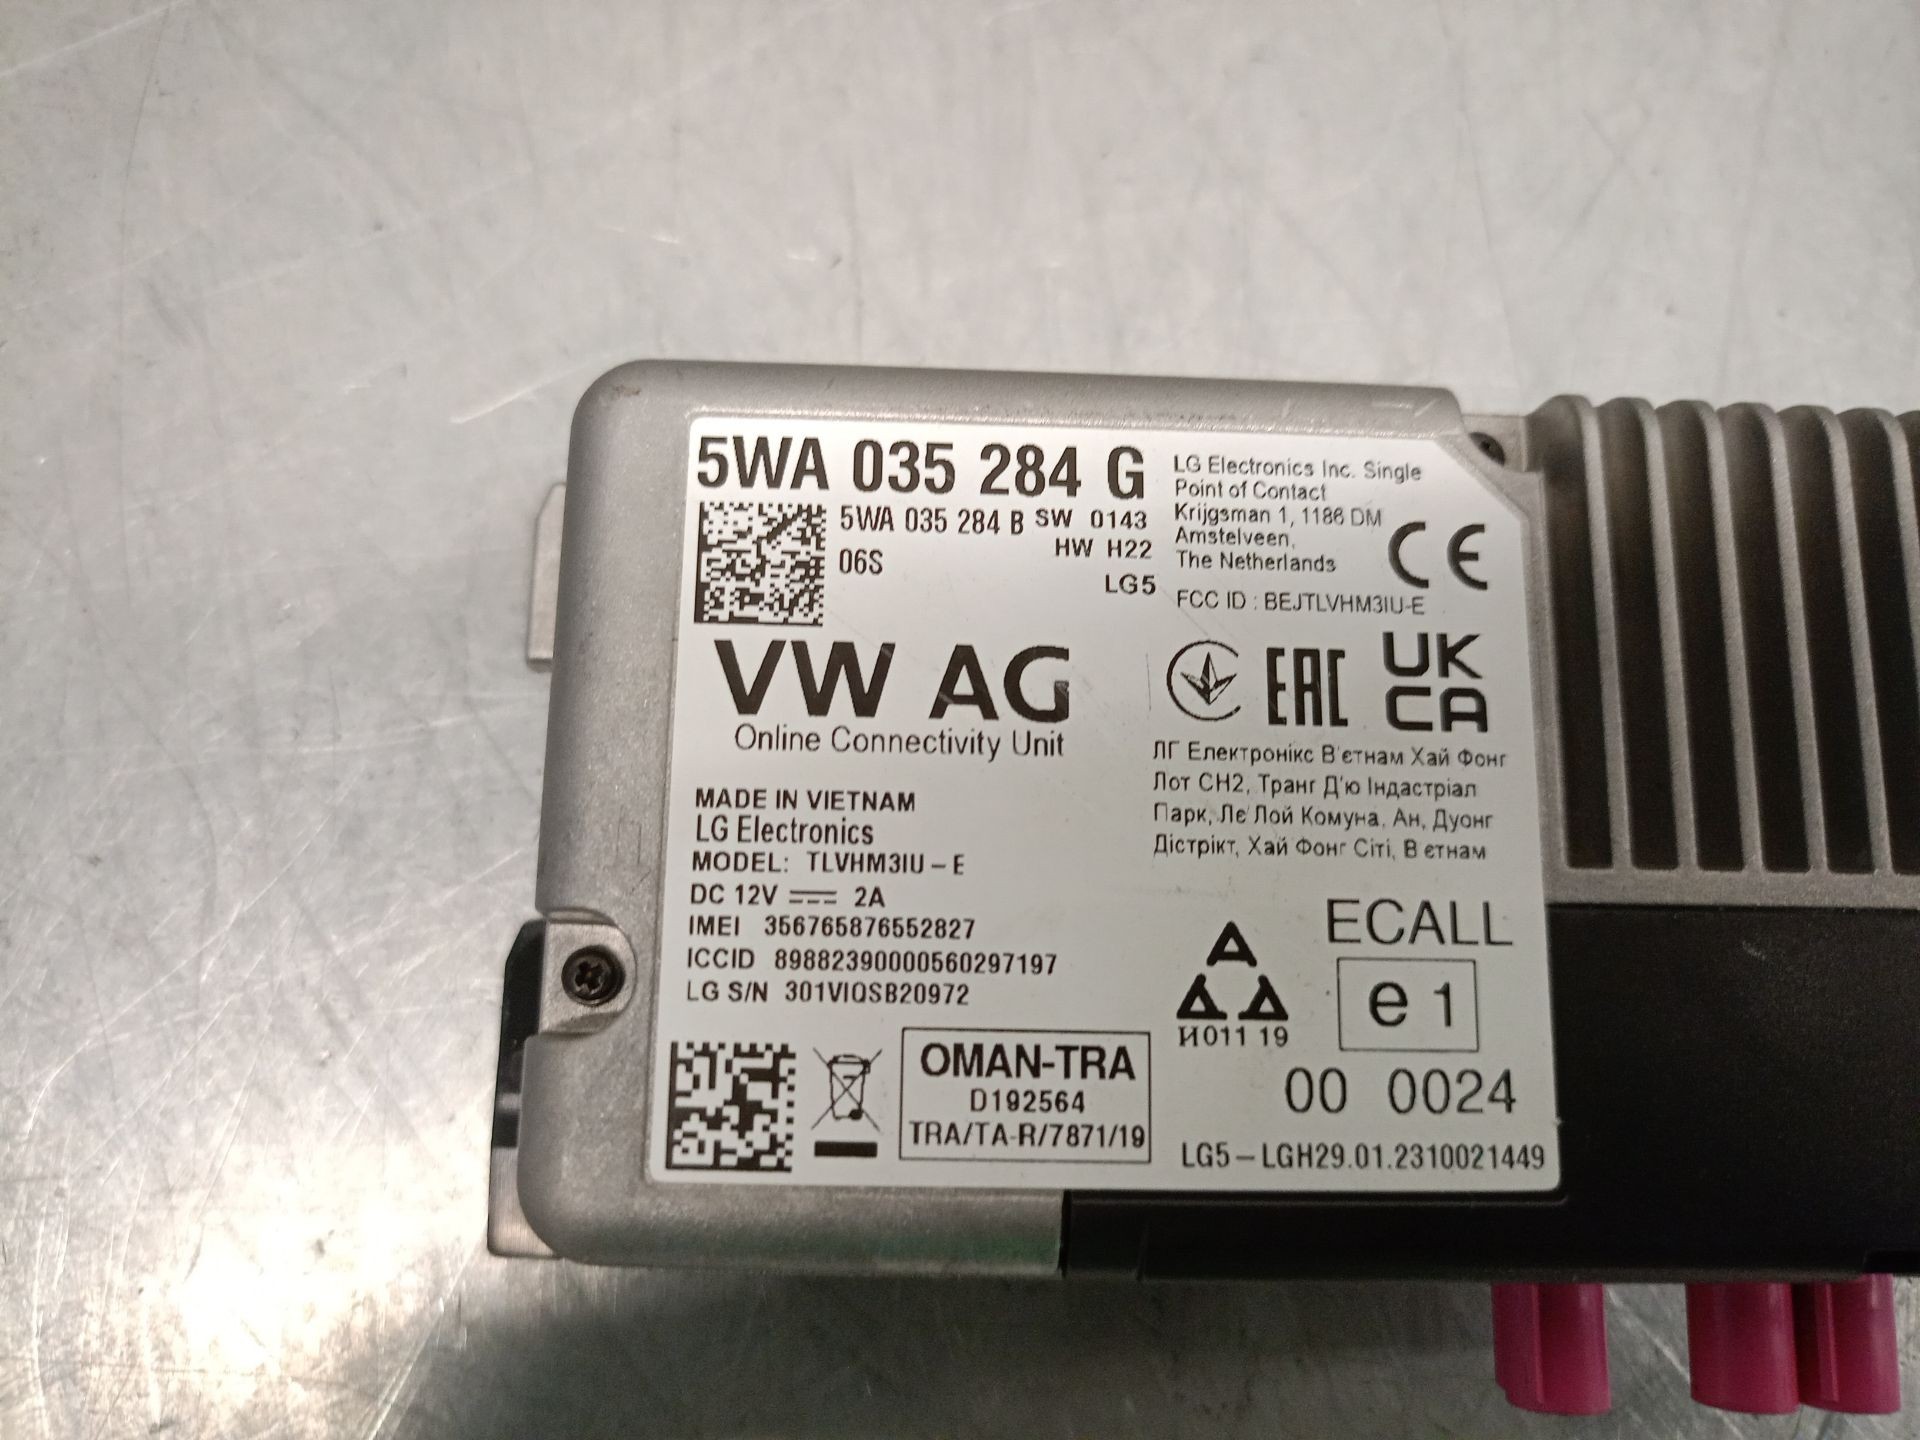 5WA 035 284 G
5WA 035 284 B SW 0143
HW H22
06S
LG5
VW AG
Online Connectivity Unit
MADE IN VIETNAM
LG Electronics
MODEL: TLVHM3IU-E
DC 12V 2A
IMEI 356765876552827
ICCID 89882390000560297197
LG S/N 301VIQSB20972
OMAN-TRA
D192564
TRA/TA-R/7871/19
LG Electronics Inc. Single
Point of Contact
Krijgsman 1, 1186 DM
Amstelveen,
The Netherlands
CE
FCC ID : BEJTLVHM3IU-E
EAC
UK
CA
ЛГ Електронікс В'єтнам Хай Фонг
Лот СН2, Транг Д'ю Індастріал
Парк, Лє Лой Комуна, Ан, Дуонг
Дістрікт, Хай Фонг Сіті, В єтнам
ECALL
e 1
И011 19
00 0024
LG5-LGH29.01.2310021449